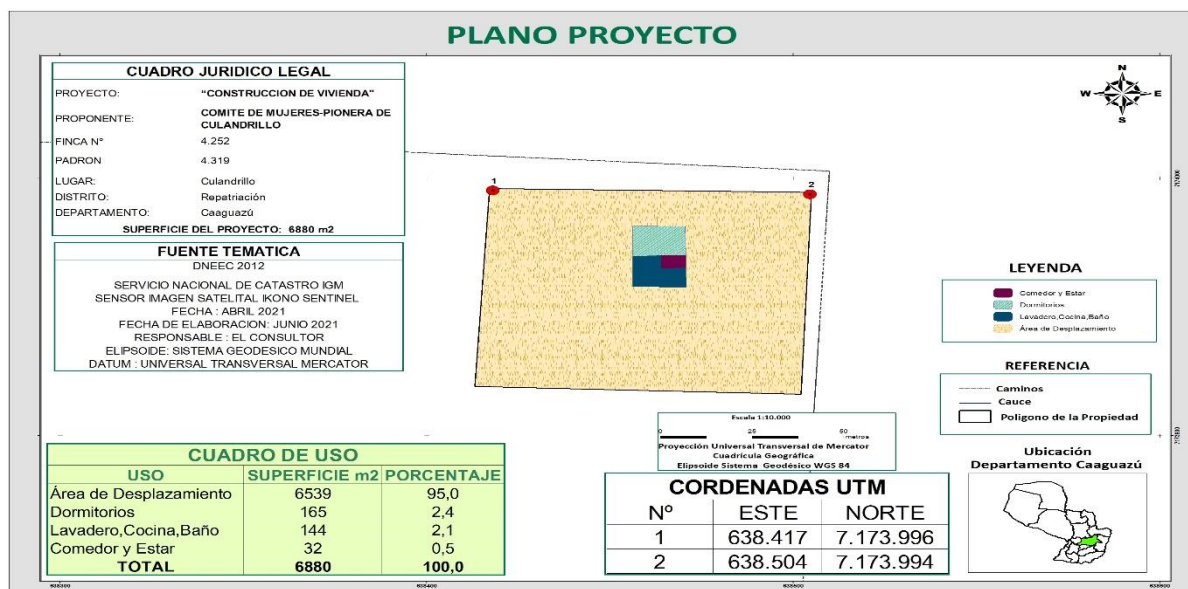 PLANO PROYECTO
CUADRO JURIDICO LEGAL
PROYECTO: “CONSTRUCCION DE VIVIENDA”
PROPONENTE: COMITE DE MUJERES-PIONERA DE CULANDRILLO
FINCA Nº 4.252
PADRON 4.319
LUGAR: Culandrillo
DISTRITO: Repatriación
DEPARTAMENTO: Caaguazú
SUPERFICIE DEL PROYECTO: 6880 m2
FUENTE TEMATICA
DNEEC 2012
SERVICIO NACIONAL DE CATASTRO IGM
SENSOR IMAGEN SATELITAL IKONO SENTINEL
FECHA : ABRIL 2021
FECHA DE ELABORACION: JUNIO 2021
RESPONSABLE : EL CONSULTOR
ELIPSOIDE: SISTEMA GEODESICO MUNDIAL
DATUM : UNIVERSAL TRANSVERSAL MERCATOR
1
2
N
W E
S
LEYENDA
Comedor y Estar
Dormitorios
Lavadero,Cocina,Baño
Área de Desplazamiento
REFERENCIA
Caminos
Cauce
Poligono de la Propiedad
Ubicación
Departamento Caaguazú
Escala 1:10.000
0 25 50
metros
Proyección Universal Transversal de Mercator
Cuadrícula Geográfica
Elipsoide Sistema Geodésico WGS 84
CUADRO DE USO
USO SUPERFICIE m2 PORCENTAJE
Área de Desplazamiento 6539 95,0
Dormitorios 165 2,4
Lavadero,Cocina,Baño 144 2,1
Comedor y Estar 32 0,5
TOTAL 6880 100,0
CORDENADAS UTM
Nº ESTE NORTE
1 638.417 7.173.996
2 638.504 7.173.994
638300 638400 638500 638600